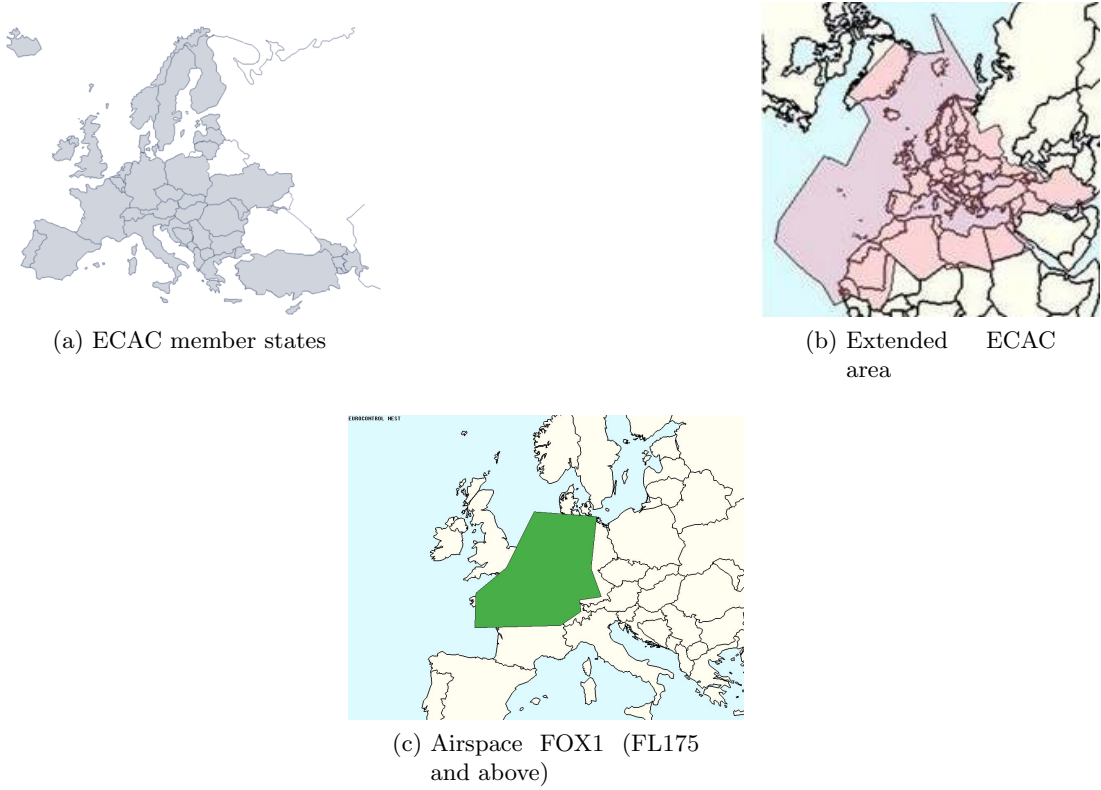 (a) ECAC member states
(b) Extended ECAC
area
EUROCONTROL NEST
(c) Airspace FOX1 (FL175
and above)